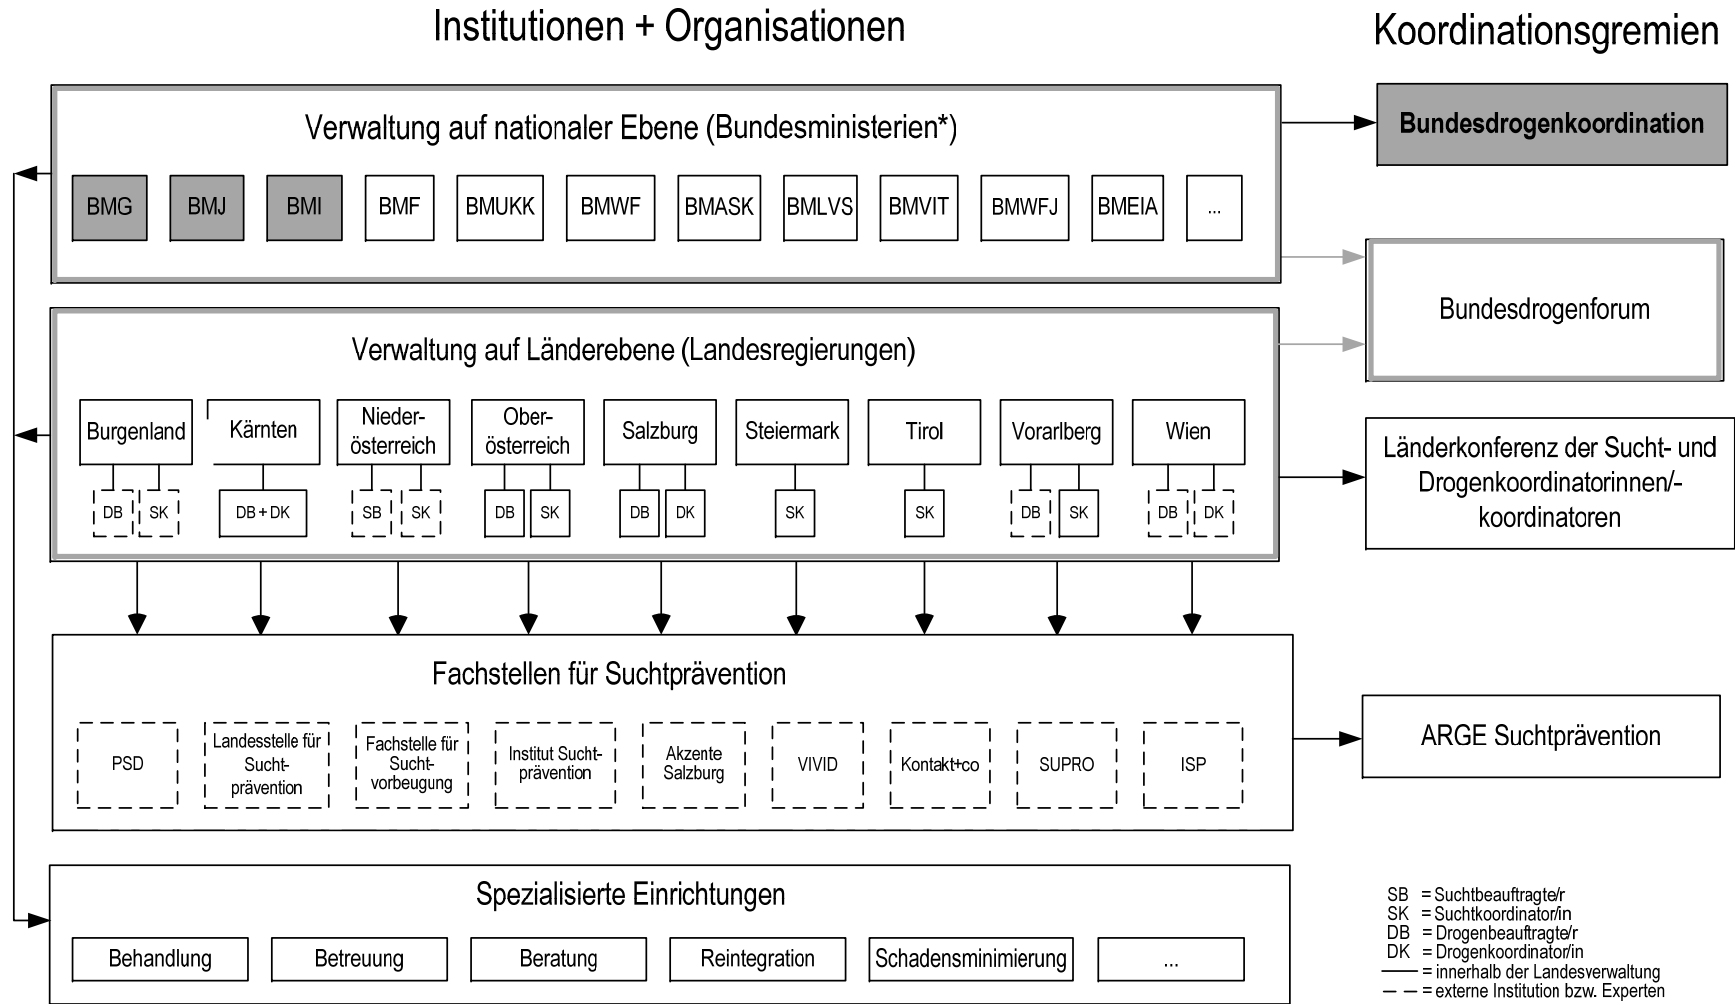 Institutionen + Organisationen
Koordinationsgremien
Verwaltung auf nationaler Ebene (Bundesministerien*)
BMG
BMJ
BMI
BMF
BMUKK
BMWF
BMASK
BMLVS
BMVIT
BMWFJ
BMEIA
...
Bundesdrogenkoordination
Bundesdrogenforum
Verwaltung auf Länderebene (Landesregierungen)
Burgenland
Kärnten
Nieder-
österreich
Ober-
österreich
Salzburg
Steiermark
Tirol
Vorarlberg
Wien
DB
SK
DB + DK
SB
SK
DB
SK
DB
DK
SK
SK
DB
SK
DB
DK
Länderkonferenz der Sucht- und
Drogenkoordinatorinnen/-
koordinatoren
Fachstellen für Suchtprävention
PSD
Landesstelle für
Sucht-
prävention
Fachstelle für
Sucht-
vorbeugung
Institut Sucht-
prävention
Akzente
Salzburg
VIVID
Kontakt+co
SUPRO
ISP
ARGE Suchtprävention
Spezialisierte Einrichtungen
Behandlung
Betreuung
Beratung
Reintegration
Schadensminimierung
...
SB = Suchtbeauftragte/r
SK = Suchtkoordinator/in
DB = Drogenbeauftragte/r
DK = Drogenkoordinator/in
= innerhalb der Landesverwaltung
= externe Institution bzw. Experten